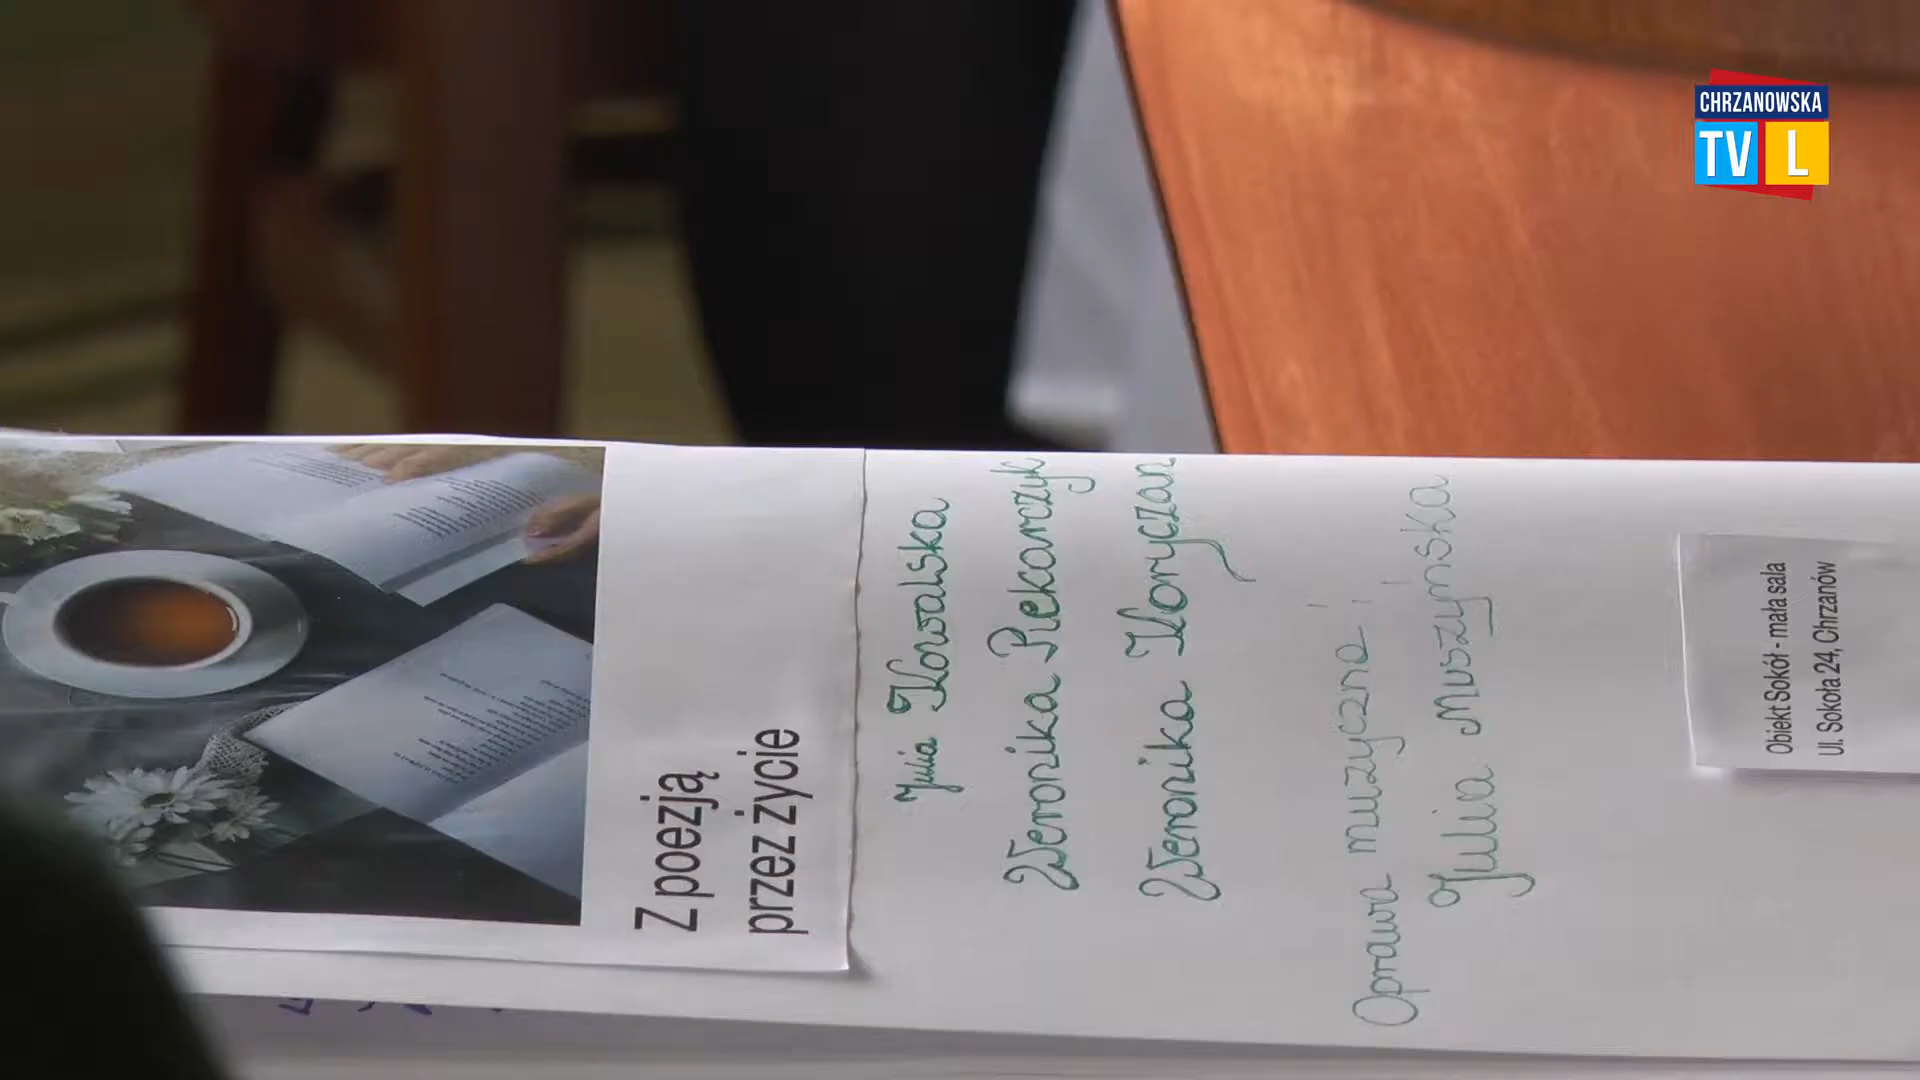 CHRZANOWSKA
TV L
Z poezją
przez życie
Julia Kowalska
Weronika Piekarczyk
Weronika Koryczan
Oprawa muzyczna:
Julia Muszyńska
Obiekt Sokół - mała sala
Ul. Sokoła 24, Chrzanów